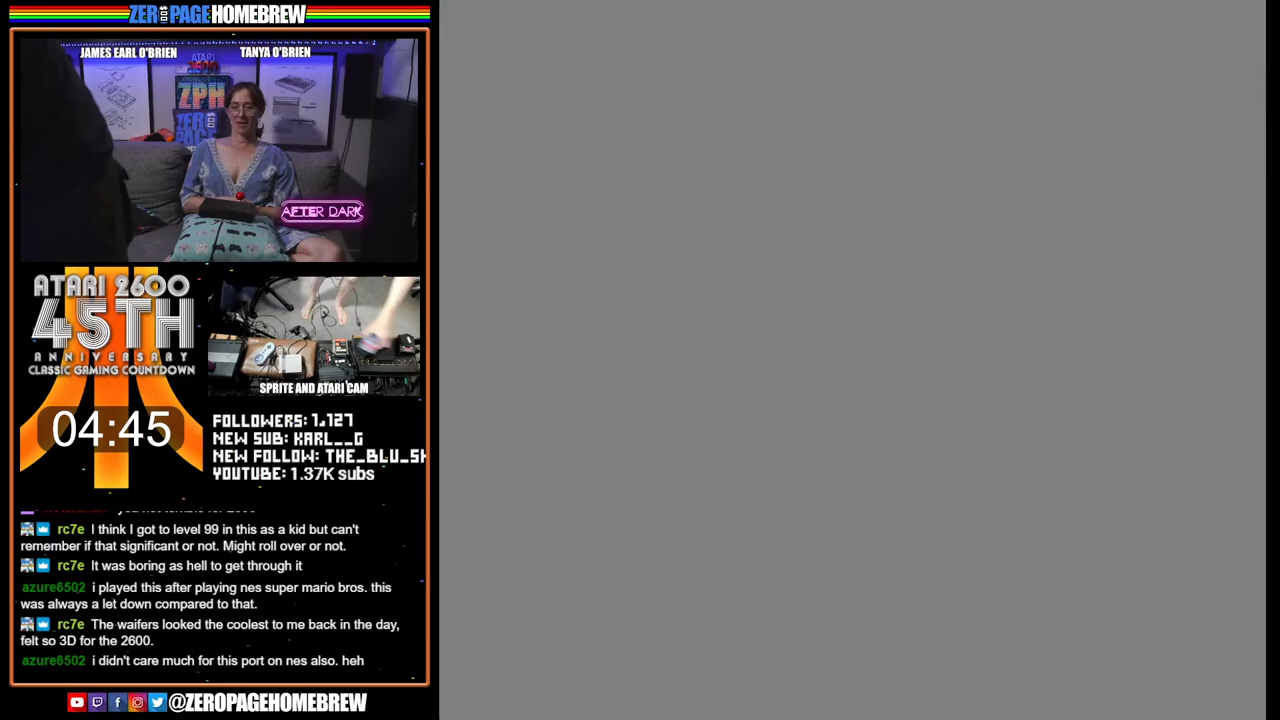 ZEROPAGEHOMEBREW
JAMES EARL O'BRIEN
TANYA O'BRIEN
ATARI
ZPH
ZERO
PAGE
AFTER DARK
ATARI 2600
45TH
ANNIVERSARY
CLASSIC GAMING COUNTDOWN
04:45
SPRITE AND ATARI CAM
FOLLOWERS: 1,127
NEW SUB: KARL__G
NEW FOLLOW: THE_BLU_SH
YOUTUBE: 1.37K subs
rc7e I think I got to level 99 in this as a kid but can't
remember if that significant or not. Might roll over or not.
rc7e It was boring as hell to get through it
azure6502 i played this after playing nes super mario bros. this
was always a let down compared to that.
rc7e The waifers looked the coolest to me back in the day,
felt so 3D for the 2600.
azure6502 i didn't care much for this port on nes also. heh
@ZEROPAGEHOMEBREW